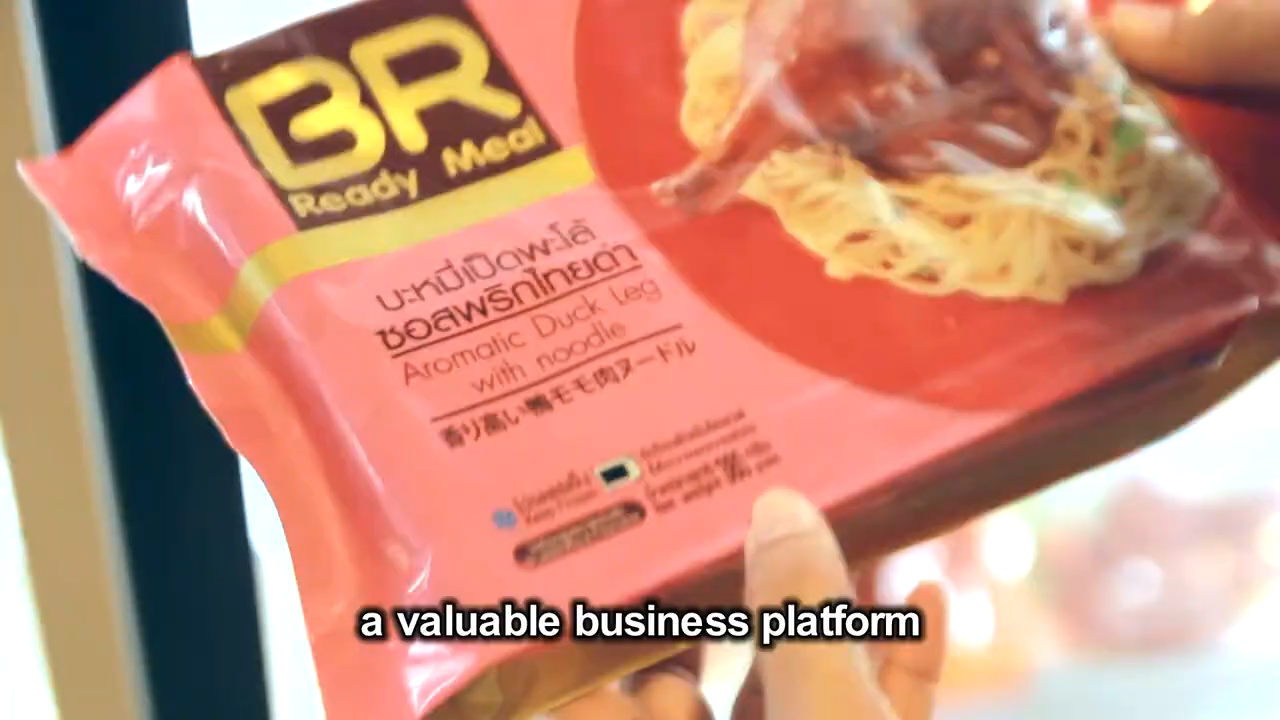 BR
Ready Meal
บะหมี่เป็ดพะโล้
ซอสพริกไทยดำ
Aromatic Duck Leg
with noodle
香り高い鴨モモ肉ヌードル
Keep Frozen
a valuable business platform